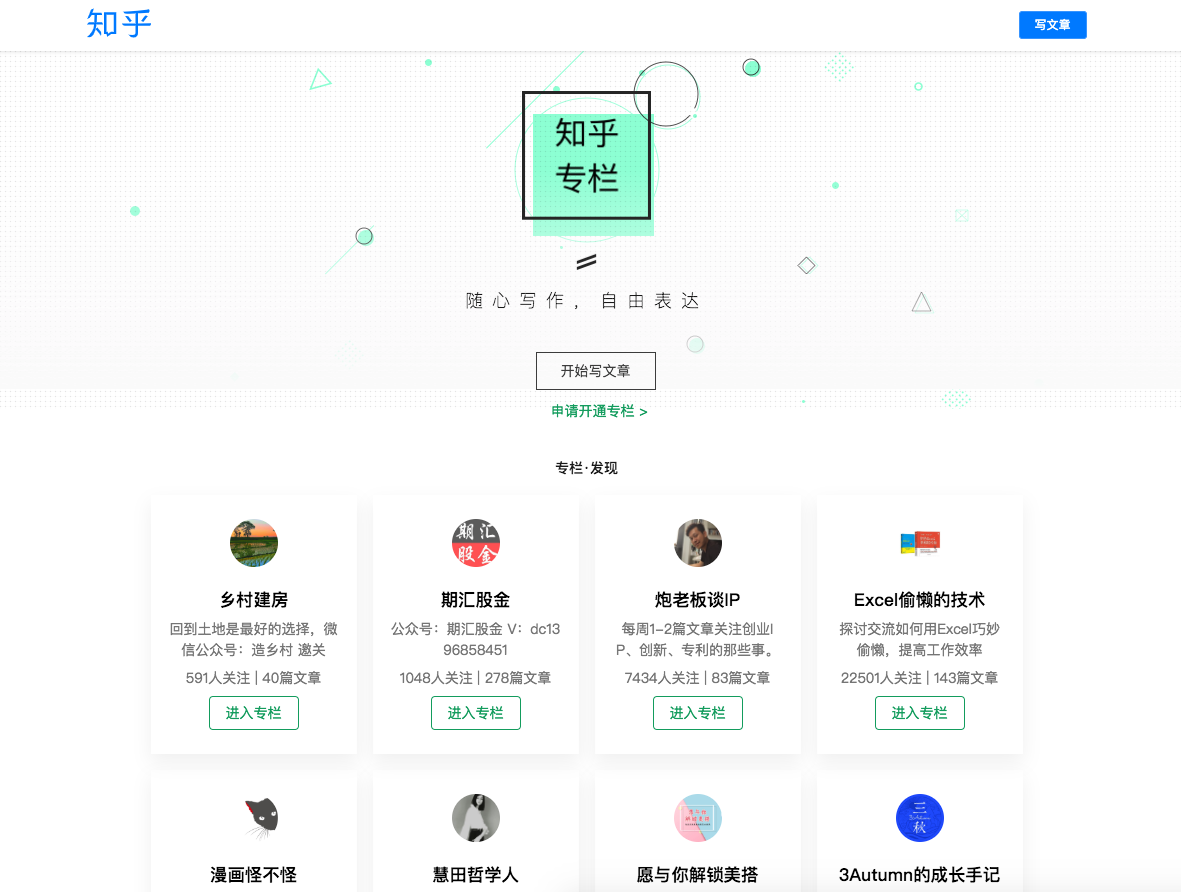 知乎
写文章
知乎
专栏
随心写作，自由表达
开始写文章
申请开通专栏 >
专栏·发现
期汇
股金
乡村建房
期汇股金
炮老板谈IP
Excel偷懒的技术
回到土地是最好的选择，微
信公众号：造乡村 邀关
公众号：期汇股金 V：dc13
96858451
每周1-2篇文章关注创业I
P、创新、专利的那些事。
探讨交流如何用Excel巧妙
偷懒，提高工作效率
591人关注 | 40篇文章
1048人关注 | 278篇文章
7434人关注 | 83篇文章
22501人关注 | 143篇文章
进入专栏
进入专栏
进入专栏
进入专栏
三
秋
漫画怪不怪
慧田哲学人
愿与你解锁美搭
3Autumn的成长手记